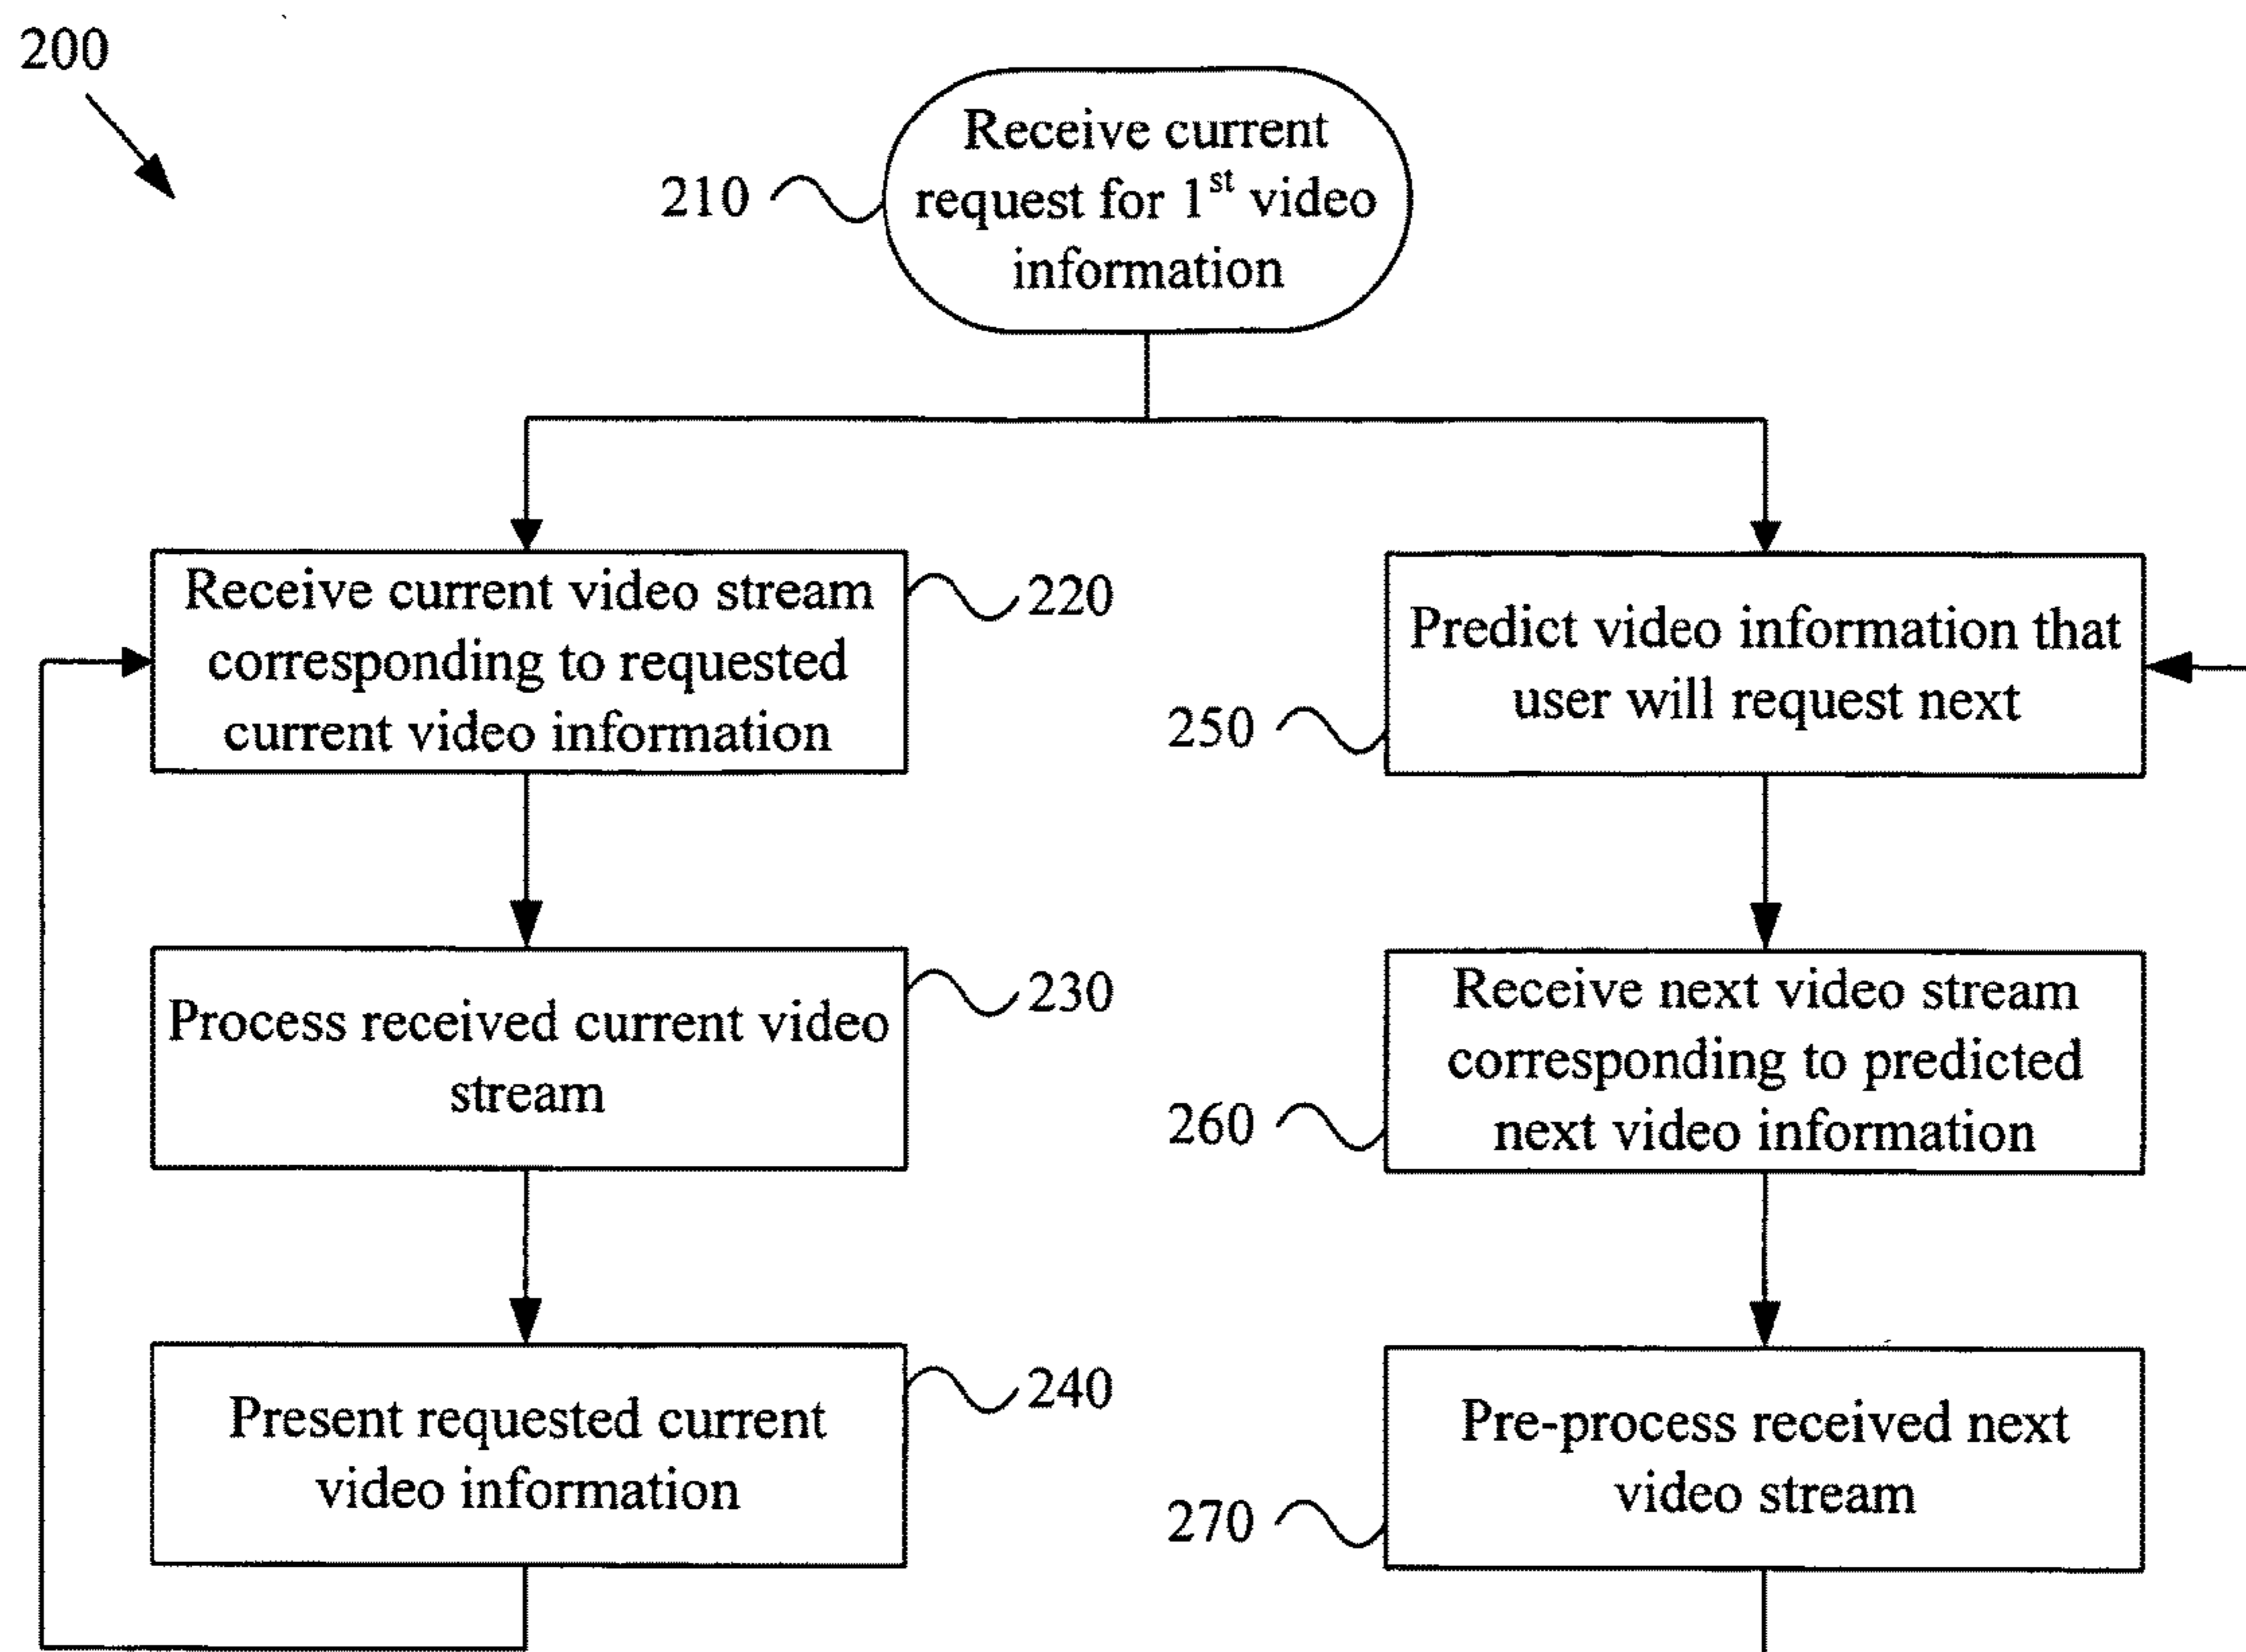 200
Receive current
request for 1st video
information
210
Receive current video stream
corresponding to requested
current video information
220
Predict video information that
user will request next
250
Process received current video
stream
230
Receive next video stream
corresponding to predicted
next video information
260
Present requested current
video information
240
Pre-process received next
video stream
270